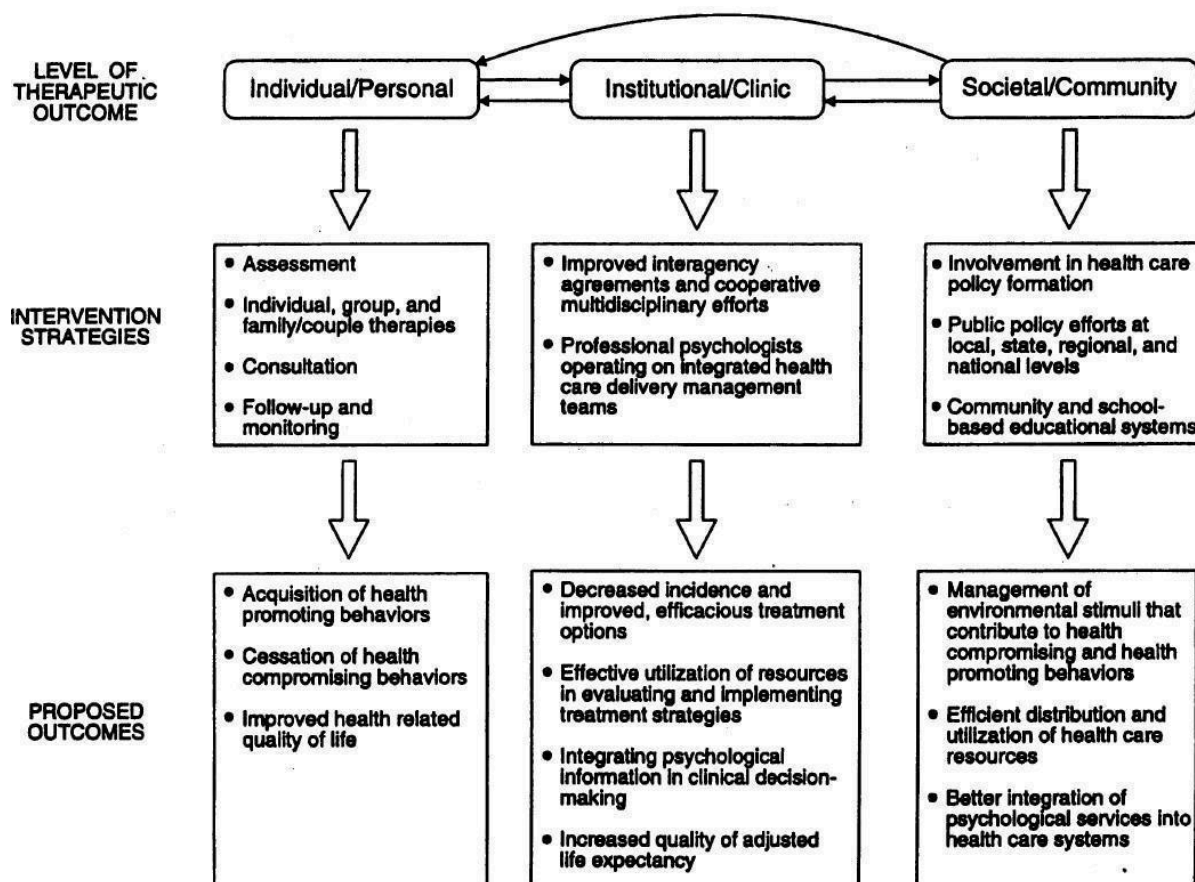 LEVEL OF
THERAPEUTIC
OUTCOME
Individual/Personal
Institutional/Clinic
Societal/Community
INTERVENTION
STRATEGIES
• Assessment
• Individual, group, and
family/couple therapies
• Consultation
• Follow-up and
monitoring
• Improved interagency
agreements and cooperative
multidisciplinary efforts
• Professional psychologists
operating on integrated health
care delivery management
teams
• Involvement in health care
policy formation
• Public policy efforts at
local, state, regional, and
national levels
• Community and school-
based educational systems
PROPOSED
OUTCOMES
• Acquisition of health
promoting behaviors
• Cessation of health
compromising behaviors
• Improved health related
quality of life
• Decreased incidence and
improved, efficacious treatment
options
• Effective utilization of resources
in evaluating and implementing
treatment strategies
• Integrating psychological
information in clinical decision-
making
• Increased quality of adjusted
life expectancy
• Management of
environmental stimuli that
contribute to health
compromising and health
promoting behaviors
• Efficient distribution and
utilization of health care
resources
• Better integration of
psychological services into
health care systems